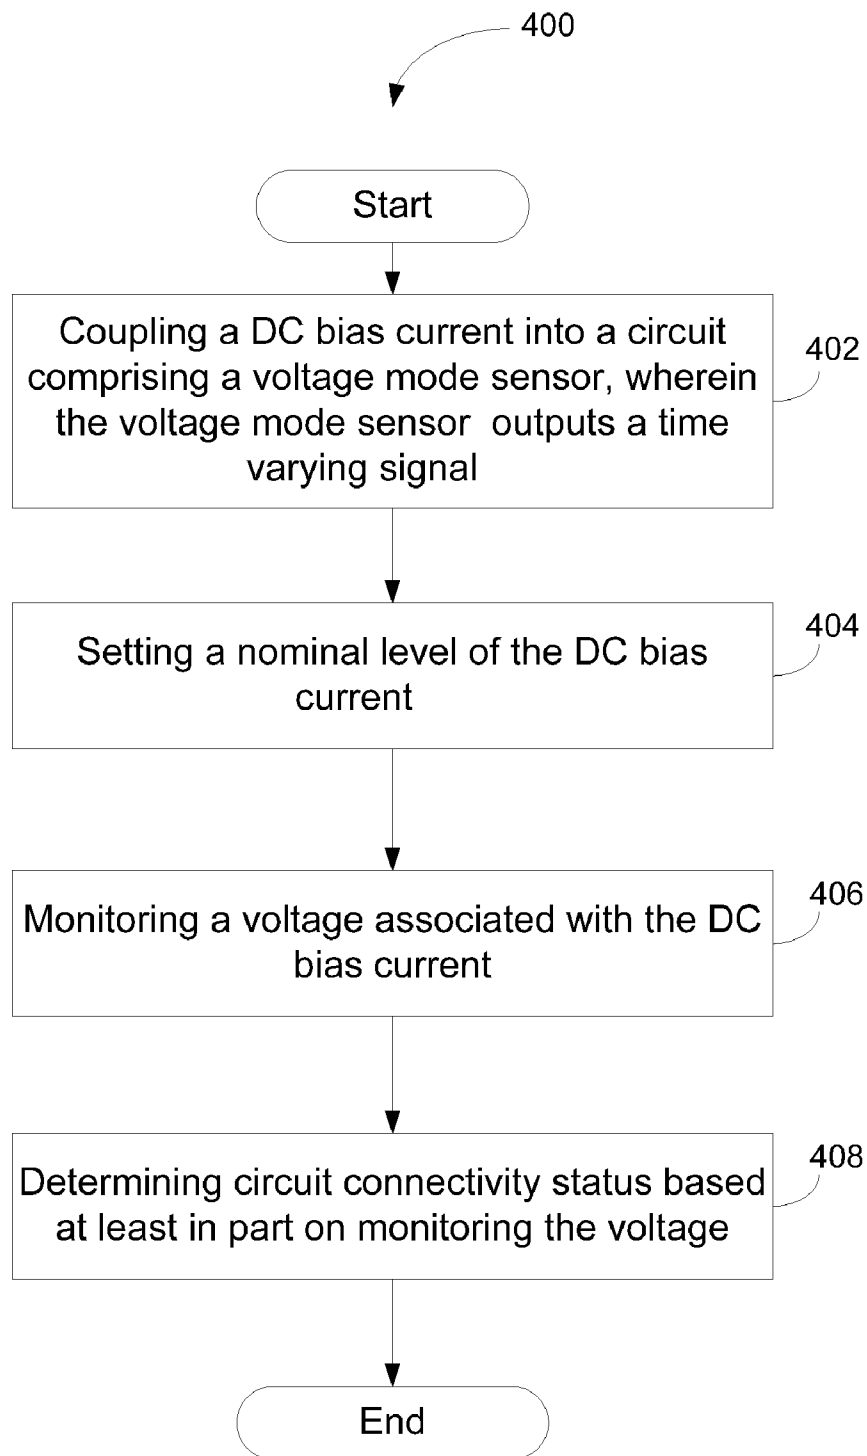 400
Start
Coupling a DC bias current into a circuit
comprising a voltage mode sensor, wherein
the voltage mode sensor outputs a time
varying signal
402
Setting a nominal level of the DC bias
current
404
Monitoring a voltage associated with the DC
bias current
406
Determining circuit connectivity status based
at least in part on monitoring the voltage
408
End